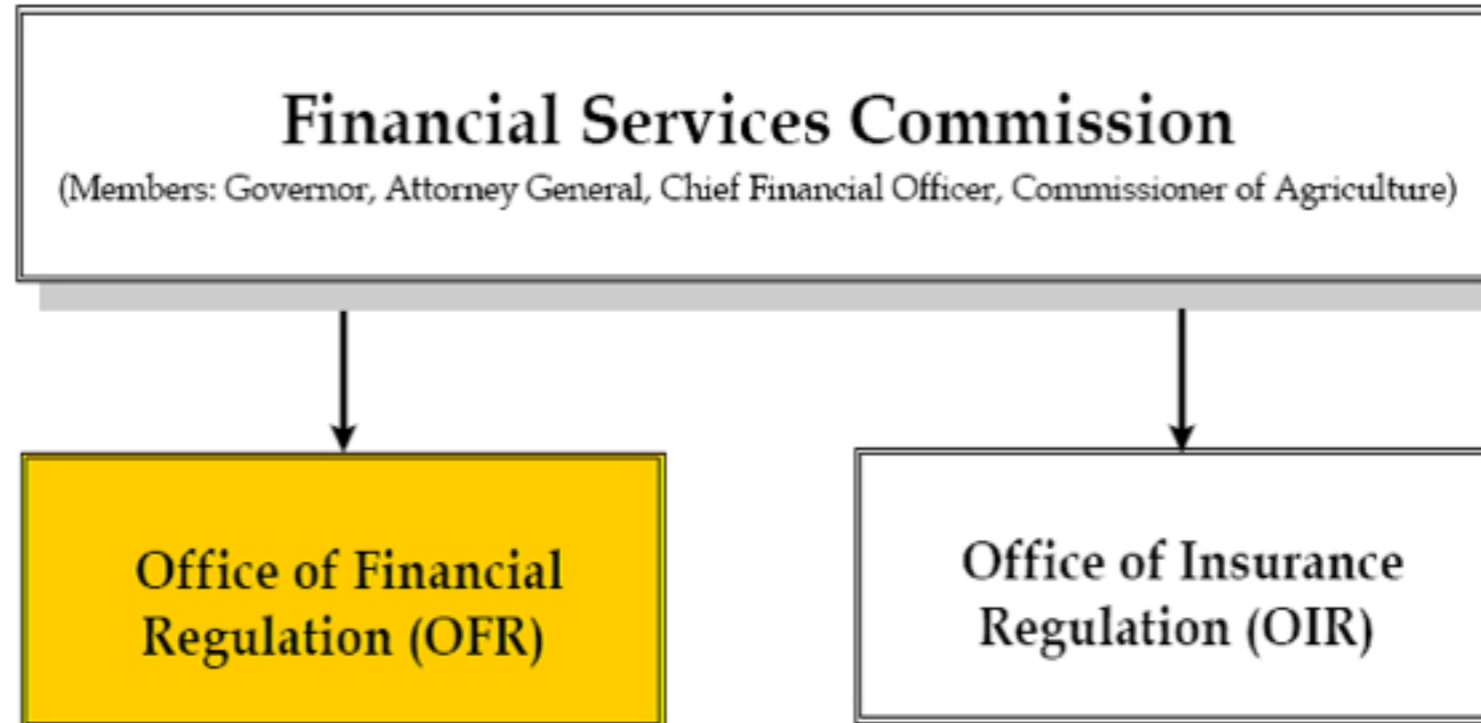 Financial Services Commission
(Members: Governor, Attorney General, Chief Financial Officer, Commissioner of Agriculture)
Office of Financial
Regulation (OFR)
Office of Insurance
Regulation (OIR)